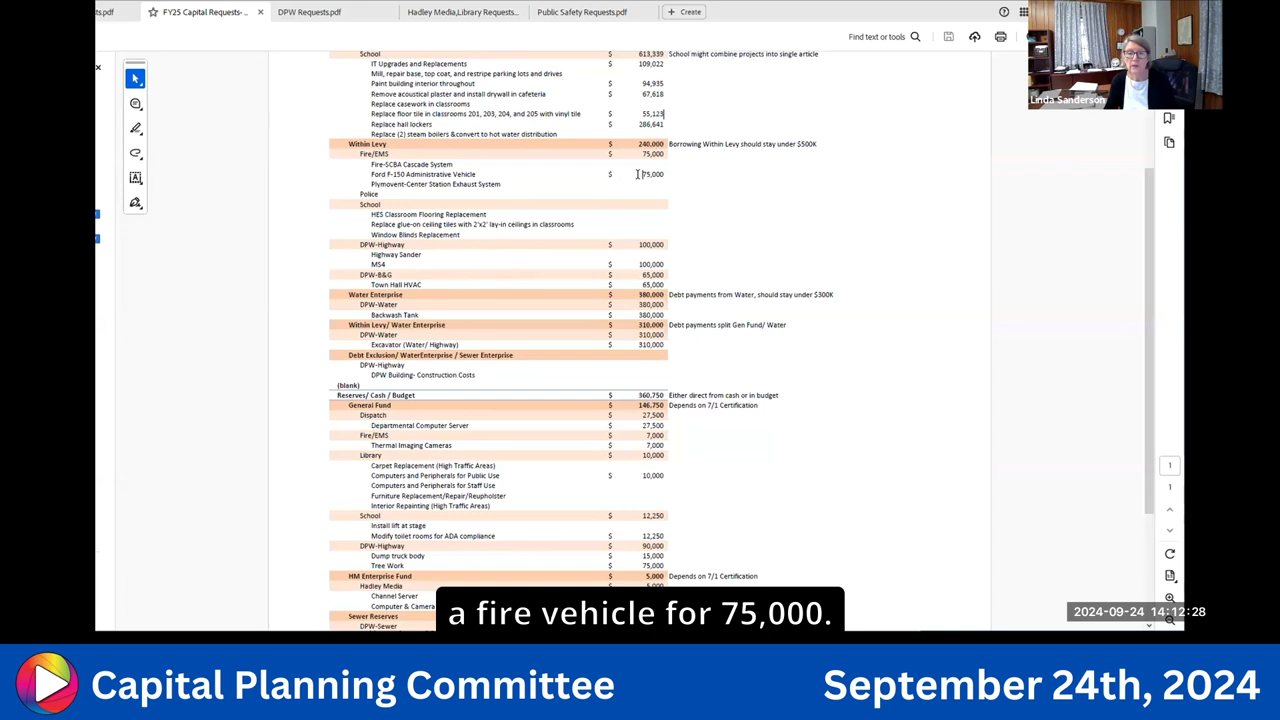 ts.pdf
FY25 Capital Requests-
DPW Requests.pdf
Hadley Media,Library Requests...
Public Safety Requests.pdf
+ Create
Find text or tools
Linda Sanderson
School $ 613,339 School might combine projects into single article
IT Upgrades and Replacements $ 109,022
Mill, repair base, top coat, and restripe parking lots and drives
Paint building interior throughout $ 94,935
Remove acoustical plaster and install drywall in cafeteria $ 67,618
Replace casework in classrooms
Replace floor tile in classrooms 201, 203, 204, and 205 with vinyl tile $ 55,123
Replace hall lockers $ 286,641
Replace (2) steam boilers &convert to hot water distribution
Within Levy $ 240,000 Borrowing Within Levy should stay under $500K
Fire/EMS $ 75,000
Fire-SCBA Cascade System
Ford F-150 Administrative Vehicle $ 75,000
Plymovent-Center Station Exhaust System
Police
School
HES Classroom Flooring Replacement
Replace glue-on ceiling tiles with 2'x2' lay-in ceilings in classrooms
Window Blinds Replacement
DPW-Highway $ 100,000
Highway Sander
MS4 $ 100,000
DPW-B&G $ 65,000
Town Hall HVAC $ 65,000
Water Enterprise $ 380,000 Debt payments from Water, should stay under $300K
DPW-Water $ 380,000
Backwash Tank $ 380,000
Within Levy/ Water Enterprise $ 310,000 Debt payments split Gen Fund/ Water
DPW-Water $ 310,000
Excavator (Water/ Highway) $ 310,000
Debt Exclusion/ WaterEnterprise / Sewer Enterprise
DPW-Highway
DPW Building- Construction Costs
(blank)
Reserves/ Cash / Budget $ 360,750 Either direct from cash or in budget
General Fund $ 146,750 Depends on 7/1 Certification
Dispatch $ 27,500
Departmental Computer Server $ 27,500
Fire/EMS $ 7,000
Thermal Imaging Cameras $ 7,000
Library $ 10,000
Carpet Replacement (High Traffic Areas)
Computers and Peripherals for Public Use $ 10,000
Computers and Peripherals for Staff Use
Furniture Replacement/Repair/Reupholster
Interior Repainting (High Traffic Areas)
School $ 12,250
Install lift at stage
Modify toilet rooms for ADA compliance $ 12,250
DPW-Highway $ 90,000
Dump truck body $ 15,000
Tree Work $ 75,000
HM Enterprise Fund $ 5,000 Depends on 7/1 Certification
Hadley Media
Channel Server
Computer & Camera
Sewer Reserves
DPW-Sewer
1
1
a fire vehicle for 75,000.
2024-09-24 14:12:28
Capital Planning Committee
September 24th, 2024